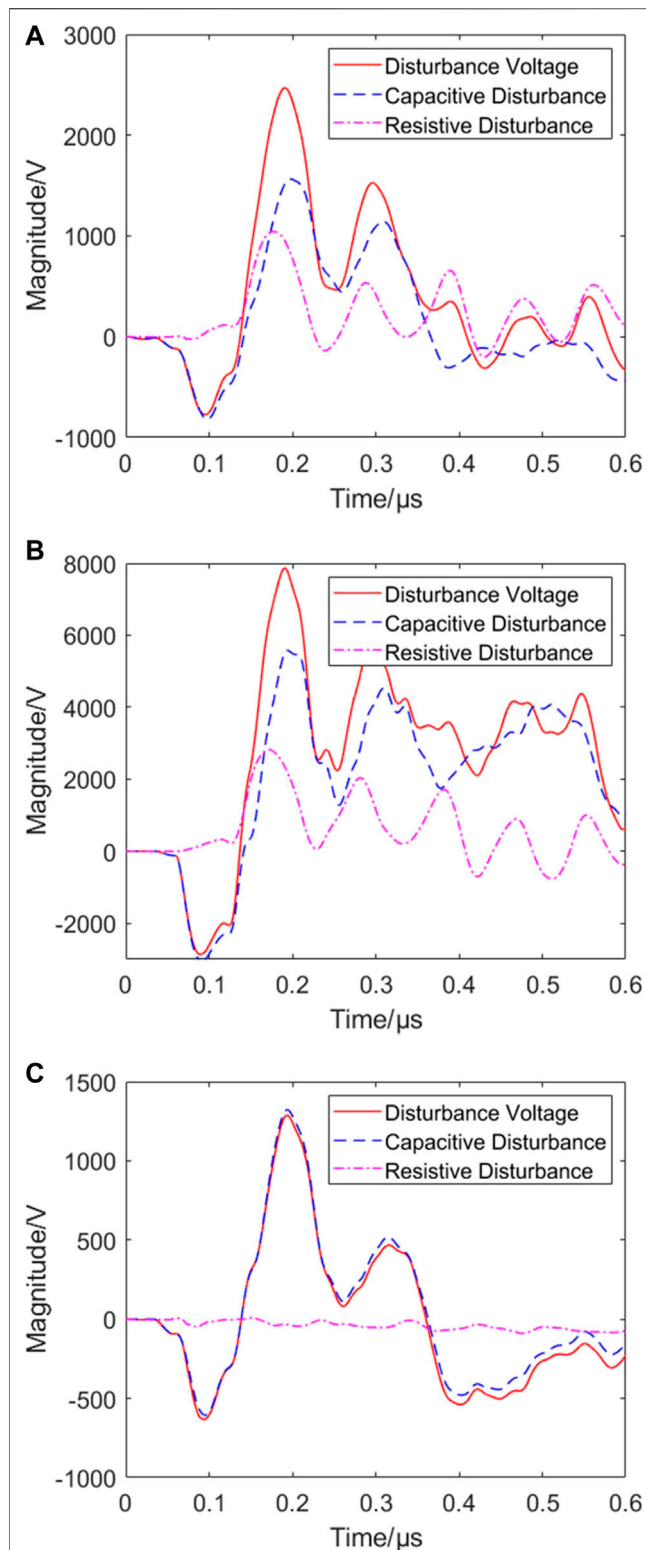 A
3000
2000
1000
0
-1000
Magnitude/V
Disturbance Voltage
Capacitive Disturbance
Resistive Disturbance
0 0.1 0.2 0.3 0.4 0.5 0.6
Time/μs
B
8000
6000
4000
2000
0
-2000
Magnitude/V
Disturbance Voltage
Capacitive Disturbance
Resistive Disturbance
0 0.1 0.2 0.3 0.4 0.5 0.6
Time/μs
C
1500
1000
500
0
-500
-1000
Magnitude/V
Disturbance Voltage
Capacitive Disturbance
Resistive Disturbance
0 0.1 0.2 0.3 0.4 0.5 0.6
Time/μs